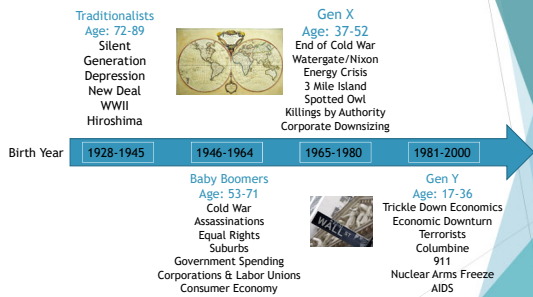 Traditionalists
Age: 72-89
Silent
Generation
Depression
New Deal
WWII
Hiroshima
Gen X
Age: 37-52
End of Cold War
Watergate/Nixon
Energy Crisis
3 Mile Island
Spotted Owl
Killings by Authority
Corporate Downsizing
Birth Year
1928-1945
1946-1964
1965-1980
1981-2000
Baby Boomers
Age: 53-71
Cold War
Assassinations
Equal Rights
Suburbs
Government Spending
Corporations & Labor Unions
Consumer Economy
WALL ST
Gen Y
Age: 17-36
Trickle Down Economics
Economic Downturn
Terrorists
Columbine
911
Nuclear Arms Freeze
AIDS